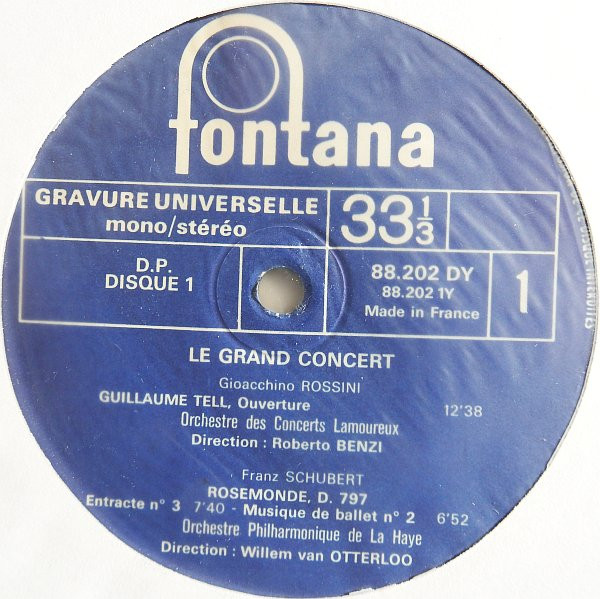 fontana
GRAVURE UNIVERSELLE
mono/stéréo
33 1/3
D.P.
DISQUE 1
88.202 DY
88.202 1Y
Made in France
1
LE GRAND CONCERT
Gioacchino ROSSINI
GUILLAUME TELL, Ouverture 12'38
Orchestre des Concerts Lamoureux
Direction : Roberto BENZI
Franz SCHUBERT
ROSEMONDE, D. 797
Entracte n° 3 7'40 - Musique de ballet n° 2 6'52
Orchestre Philharmonique de La Haye
Direction : Willem van OTTERLOO